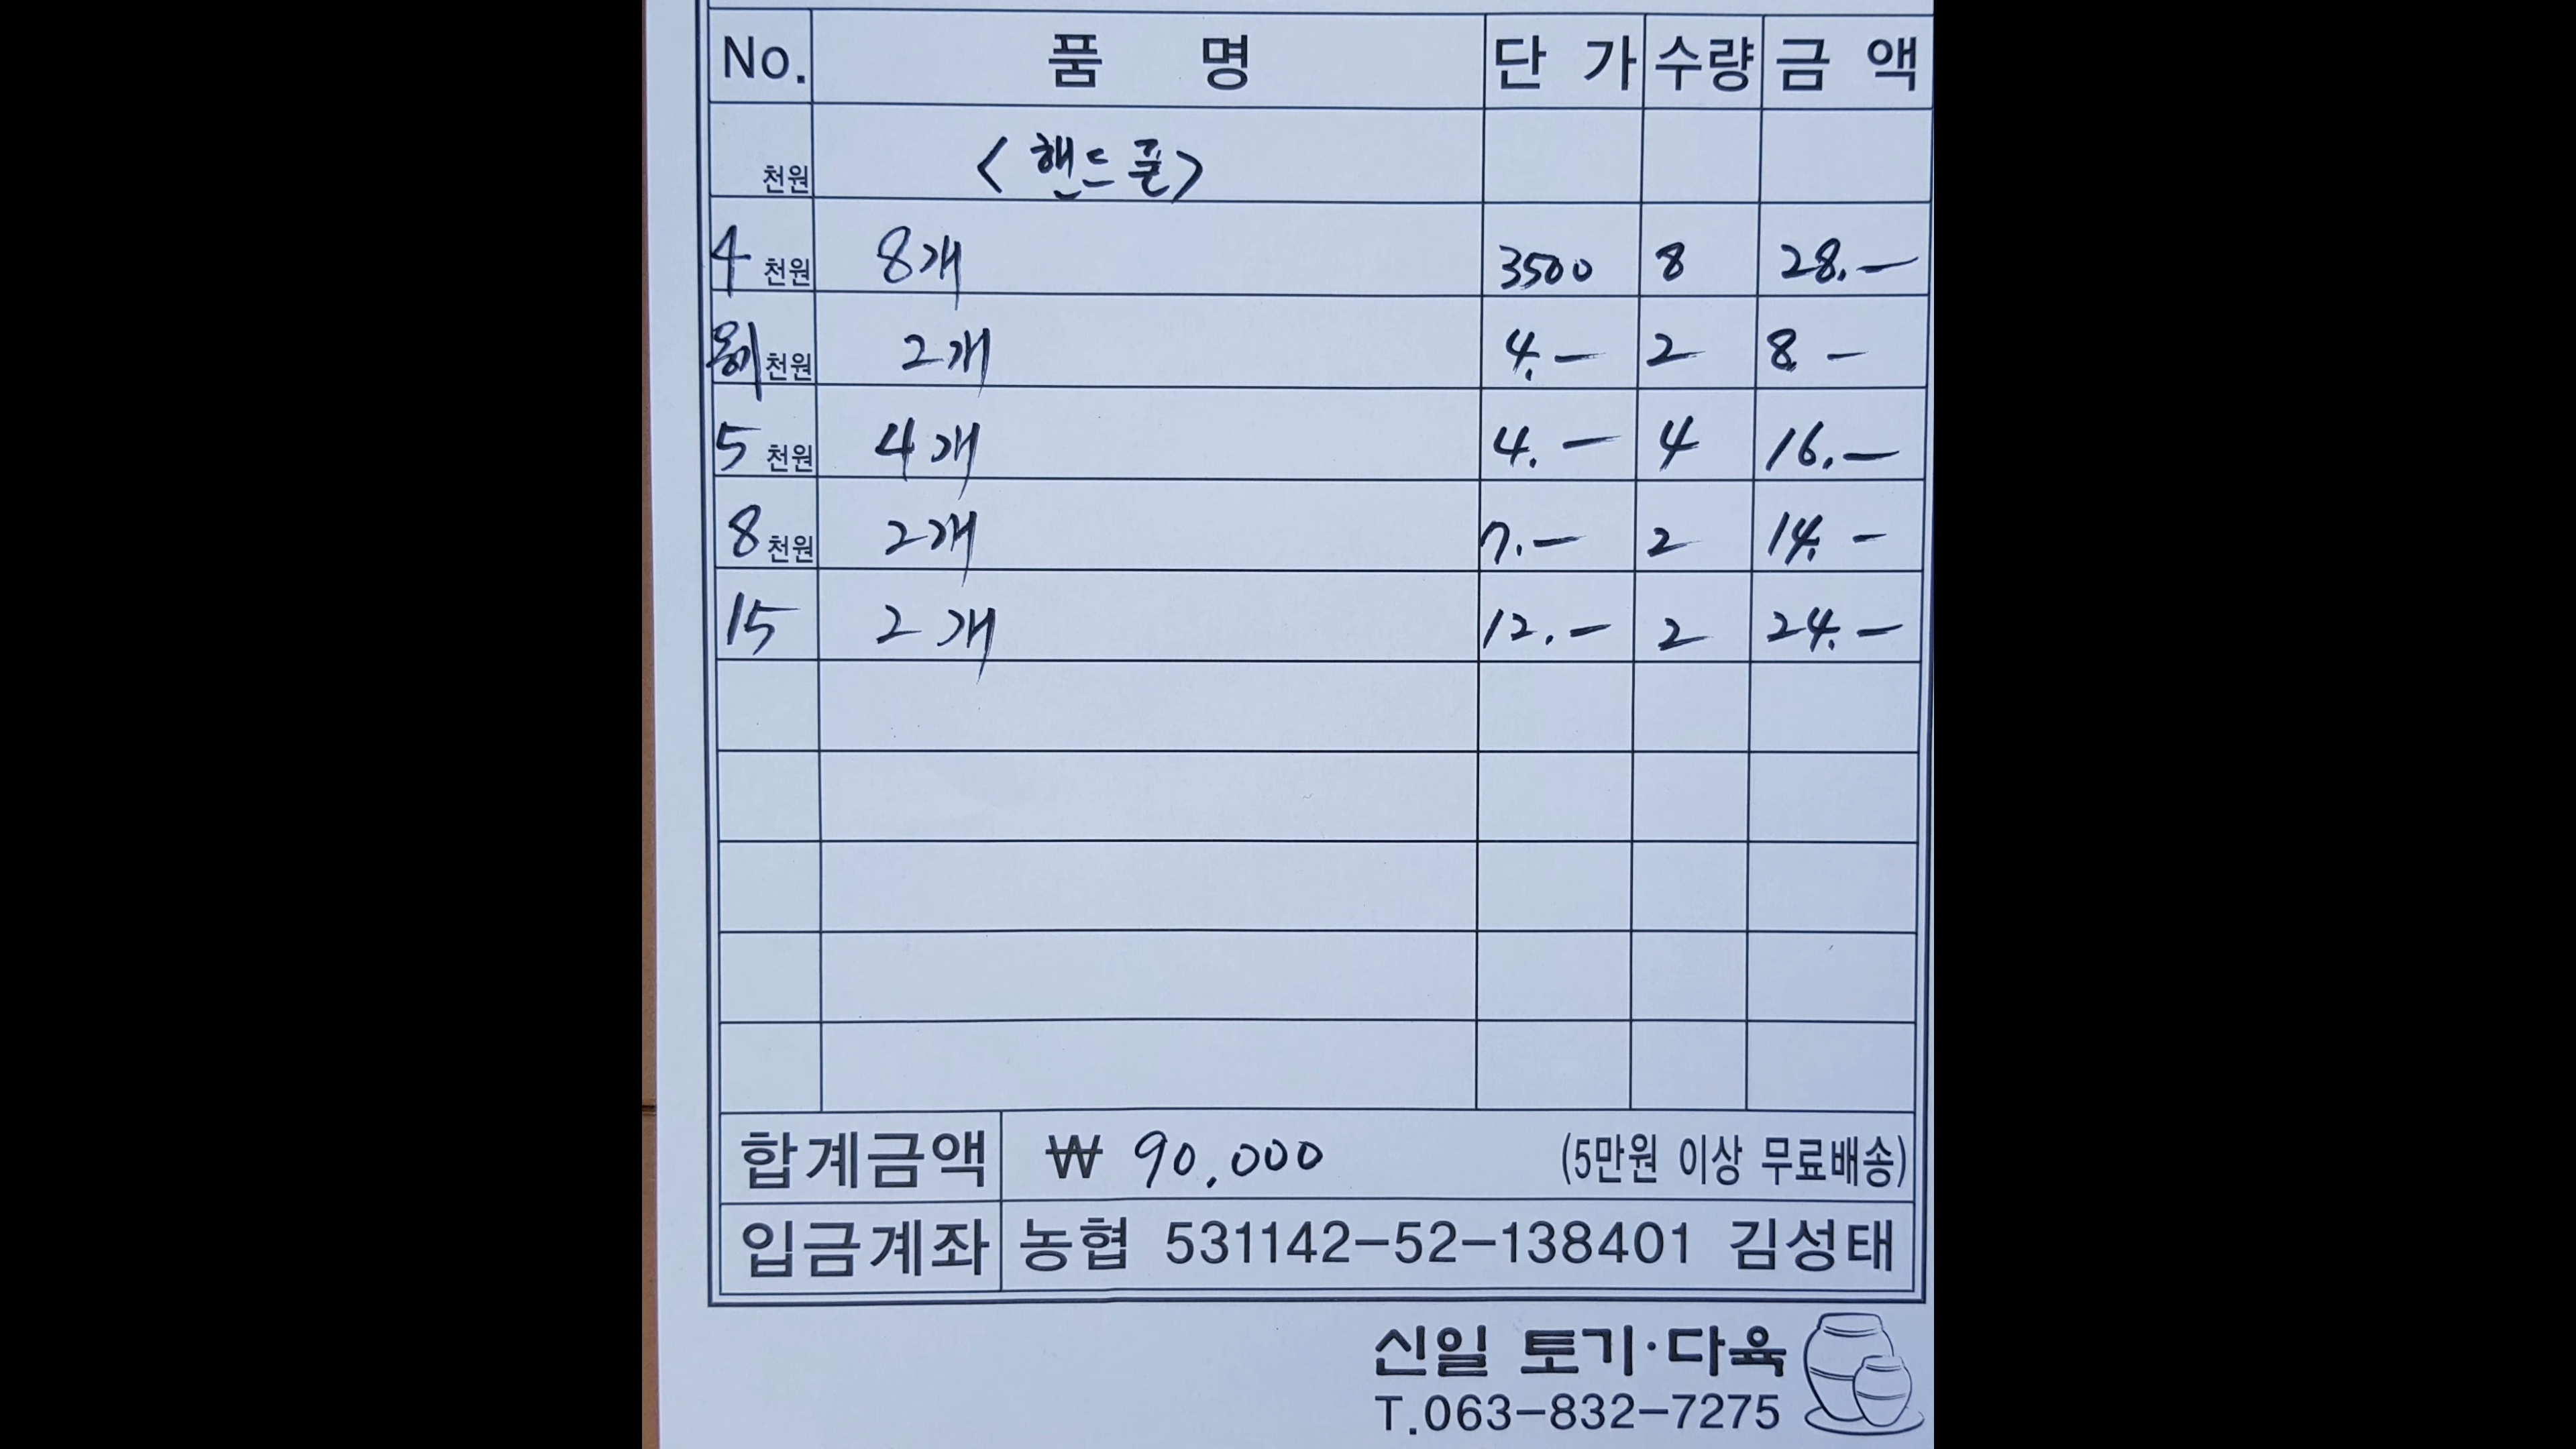 No. 품 명 단 가 수량 금 액
천원 <핸드폴>
4 천원 8개 3500 8 28.—
옹기 천원 2개 4.— 2 8 —
5 천원 4개 4.— 4 16.—
8 천원 2개 7.— 2 14.—
15 2개 12.— 2 24.—
합계금액 ₩ 90,000 (5만원 이상 무료배송)
입금계좌 농협 531142-52-138401 김성태
신일 토기·다육
T.063-832-7275